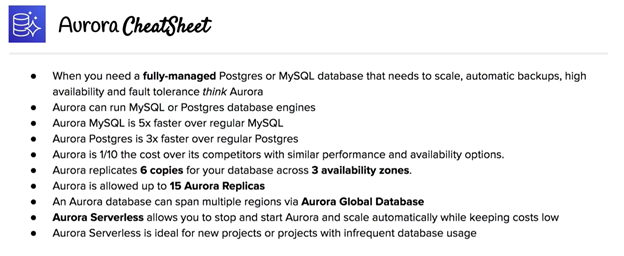 Aurora CheatSheet
● When you need a fully-managed Postgres or MySQL database that needs to scale, automatic backups, high
availability and fault tolerance think Aurora
● Aurora can run MySQL or Postgres database engines
● Aurora MySQL is 5x faster over regular MySQL
● Aurora Postgres is 3x faster over regular Postgres
● Aurora is 1/10 the cost over its competitors with similar performance and availability options.
● Aurora replicates 6 copies for your database across 3 availability zones.
● Aurora is allowed up to 15 Aurora Replicas
● An Aurora database can span multiple regions via Aurora Global Database
● Aurora Serverless allows you to stop and start Aurora and scale automatically while keeping costs low
● Aurora Serverless is ideal for new projects or projects with infrequent database usage